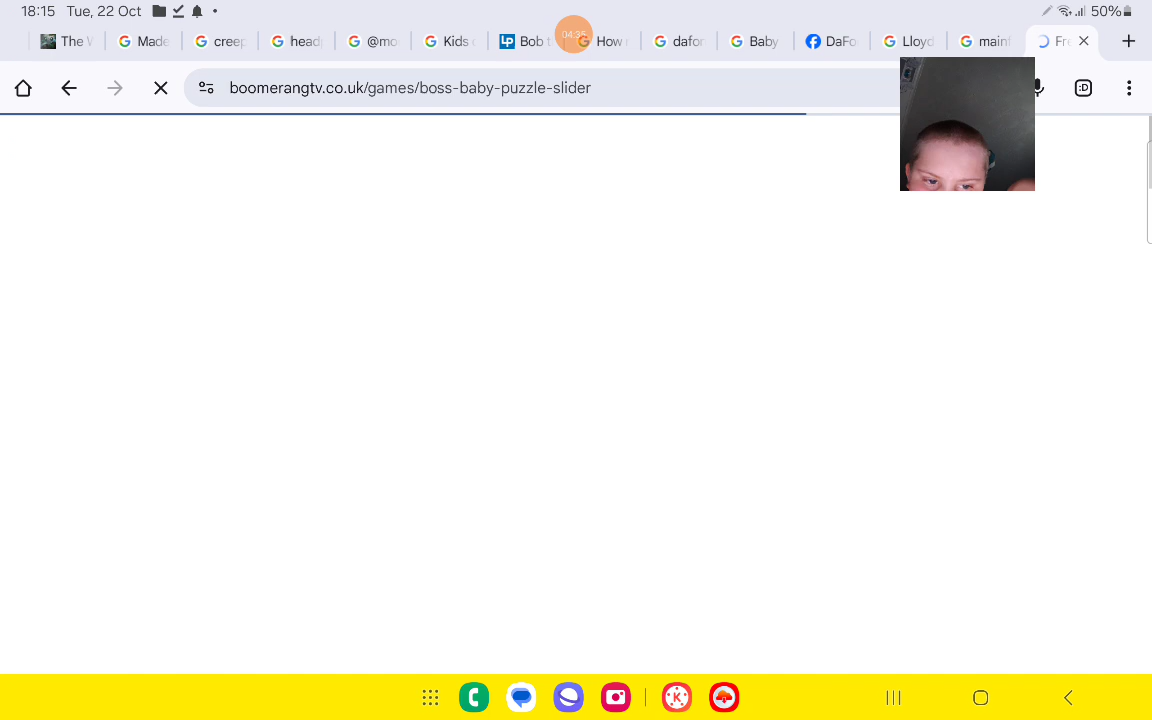 18:15 Tue, 22 Oct 50%
The V Made creep head @mo Kids Bob t How dafor Baby DaFo Lloyd mainf Fre
04:35
boomerangtv.co.uk/games/boss-baby-puzzle-slider